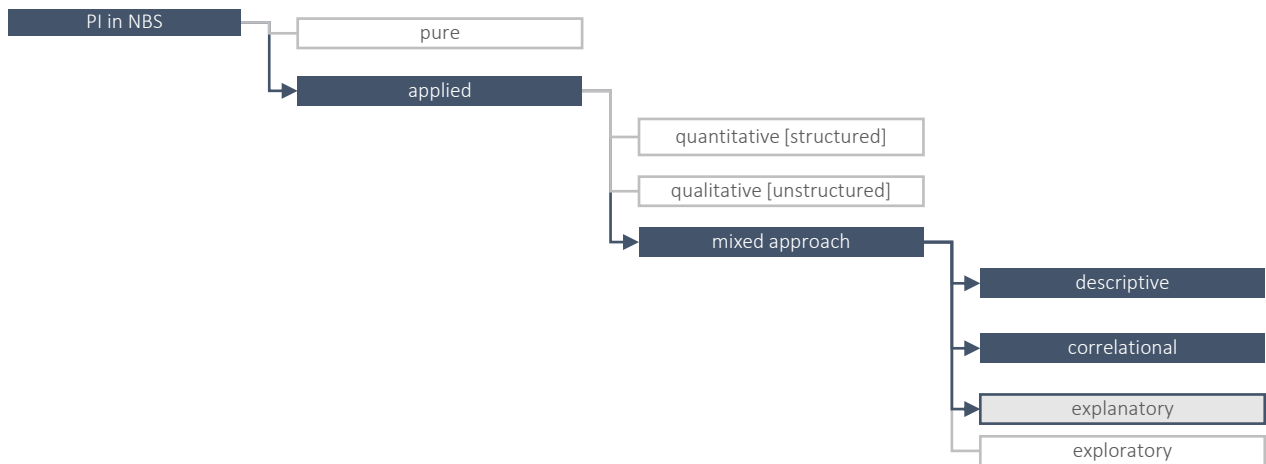 PI in NBS
pure
applied
quantitative [structured]
qualitative [unstructured]
mixed approach
descriptive
correlational
explanatory
exploratory